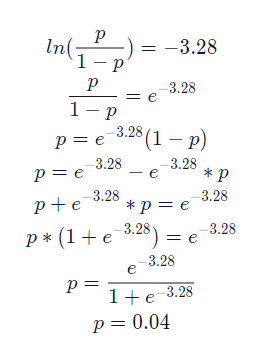 ln(p/(1 − p)) = −3.28
p/(1 − p) = e^−3.28
p = e^−3.28(1 − p)
p = e^−3.28 − e^−3.28 * p
p + e^−3.28 * p = e^−3.28
p * (1 + e^−3.28) = e^−3.28
p = e^−3.28/(1 + e^−3.28)
p = 0.04